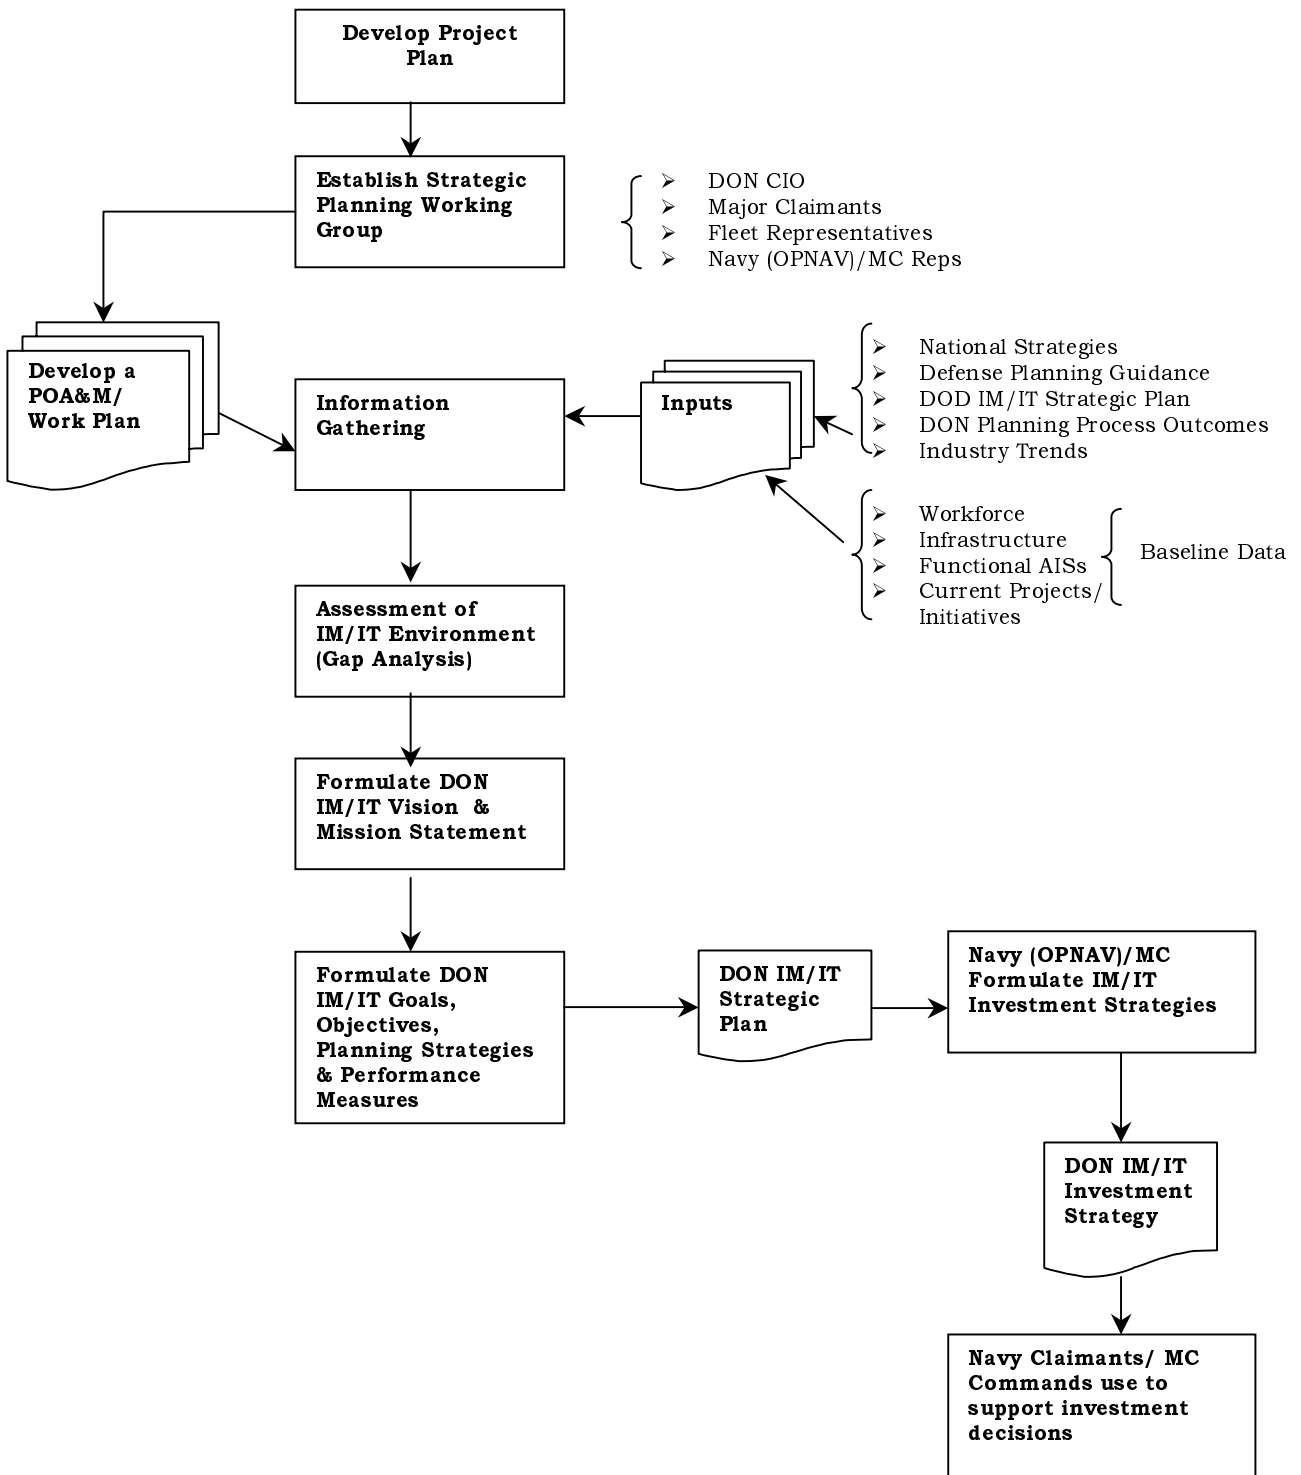 Develop Project
Plan
Establish Strategic
Planning Working
Group
➢ DON CIO
➢ Major Claimants
➢ Fleet Representatives
➢ Navy (OPNAV)/MC Reps
Develop a
POA&M/
Work Plan
Information
Gathering
Inputs
➢ National Strategies
➢ Defense Planning Guidance
➢ DOD IM/IT Strategic Plan
➢ DON Planning Process Outcomes
➢ Industry Trends
➢ Workforce
➢ Infrastructure
➢ Functional AISs
➢ Current Projects/
Initiatives
Baseline Data
Assessment of
IM/IT Environment
(Gap Analysis)
Formulate DON
IM/IT Vision &
Mission Statement
Formulate DON
IM/IT Goals,
Objectives,
Planning Strategies
& Performance
Measures
DON IM/IT
Strategic
Plan
Navy (OPNAV)/MC
Formulate IM/IT
Investment Strategies
DON IM/IT
Investment
Strategy
Navy Claimants/ MC
Commands use to
support investment
decisions